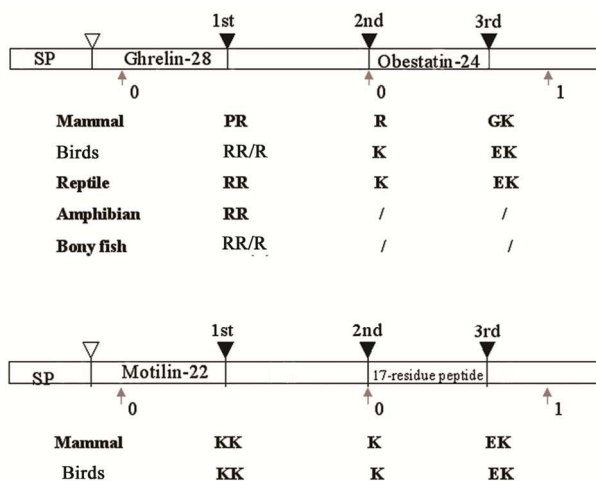 1st 2nd 3rd
SP Ghrelin-28 Obestatin-24
0 0 1
Mammal PR R GK
Birds RR/R K EK
Reptile RR K EK
Amphibian RR / /
Bony fish RR/R / /
1st 2nd 3rd
SP Motilin-22 17-residue peptide
0 0 1
Mammal KK K EK
Birds KK K EK